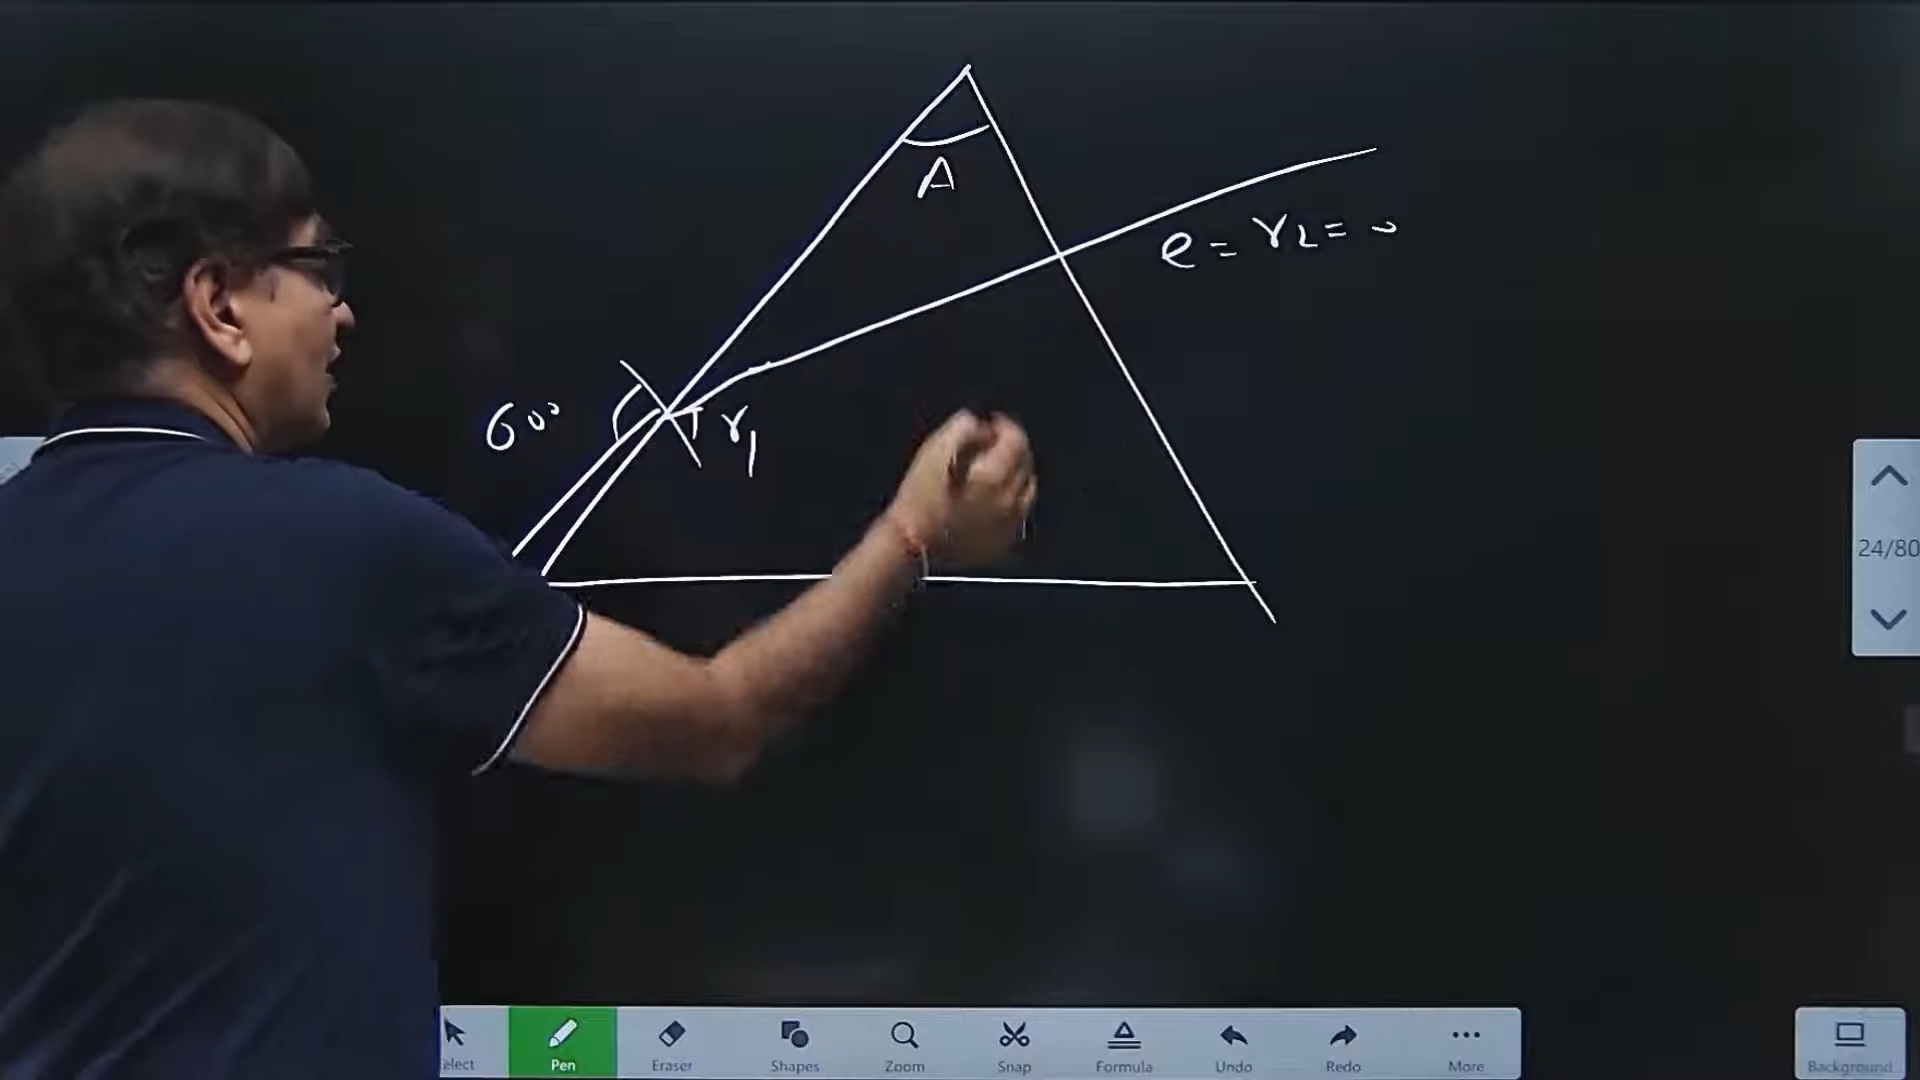 A
e = r2 = 0
60°
r1
24/80
elect Pen Eraser Shapes Zoom Snap Formula Undo Redo More Background